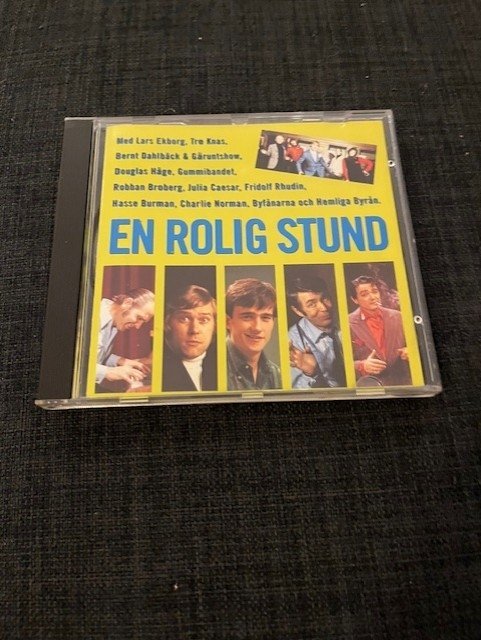 Med Lars Ekborg, Tre Knas,
Bernt Dahlbäck & Gåruntshow,
Douglas Håge, Gummibandet,
Robban Broberg, Julia Caesar, Fridolf Rhudin,
Hasse Burman, Charlie Norman, Byfånarna och Hemliga Byrån.
EN ROLIG STUND